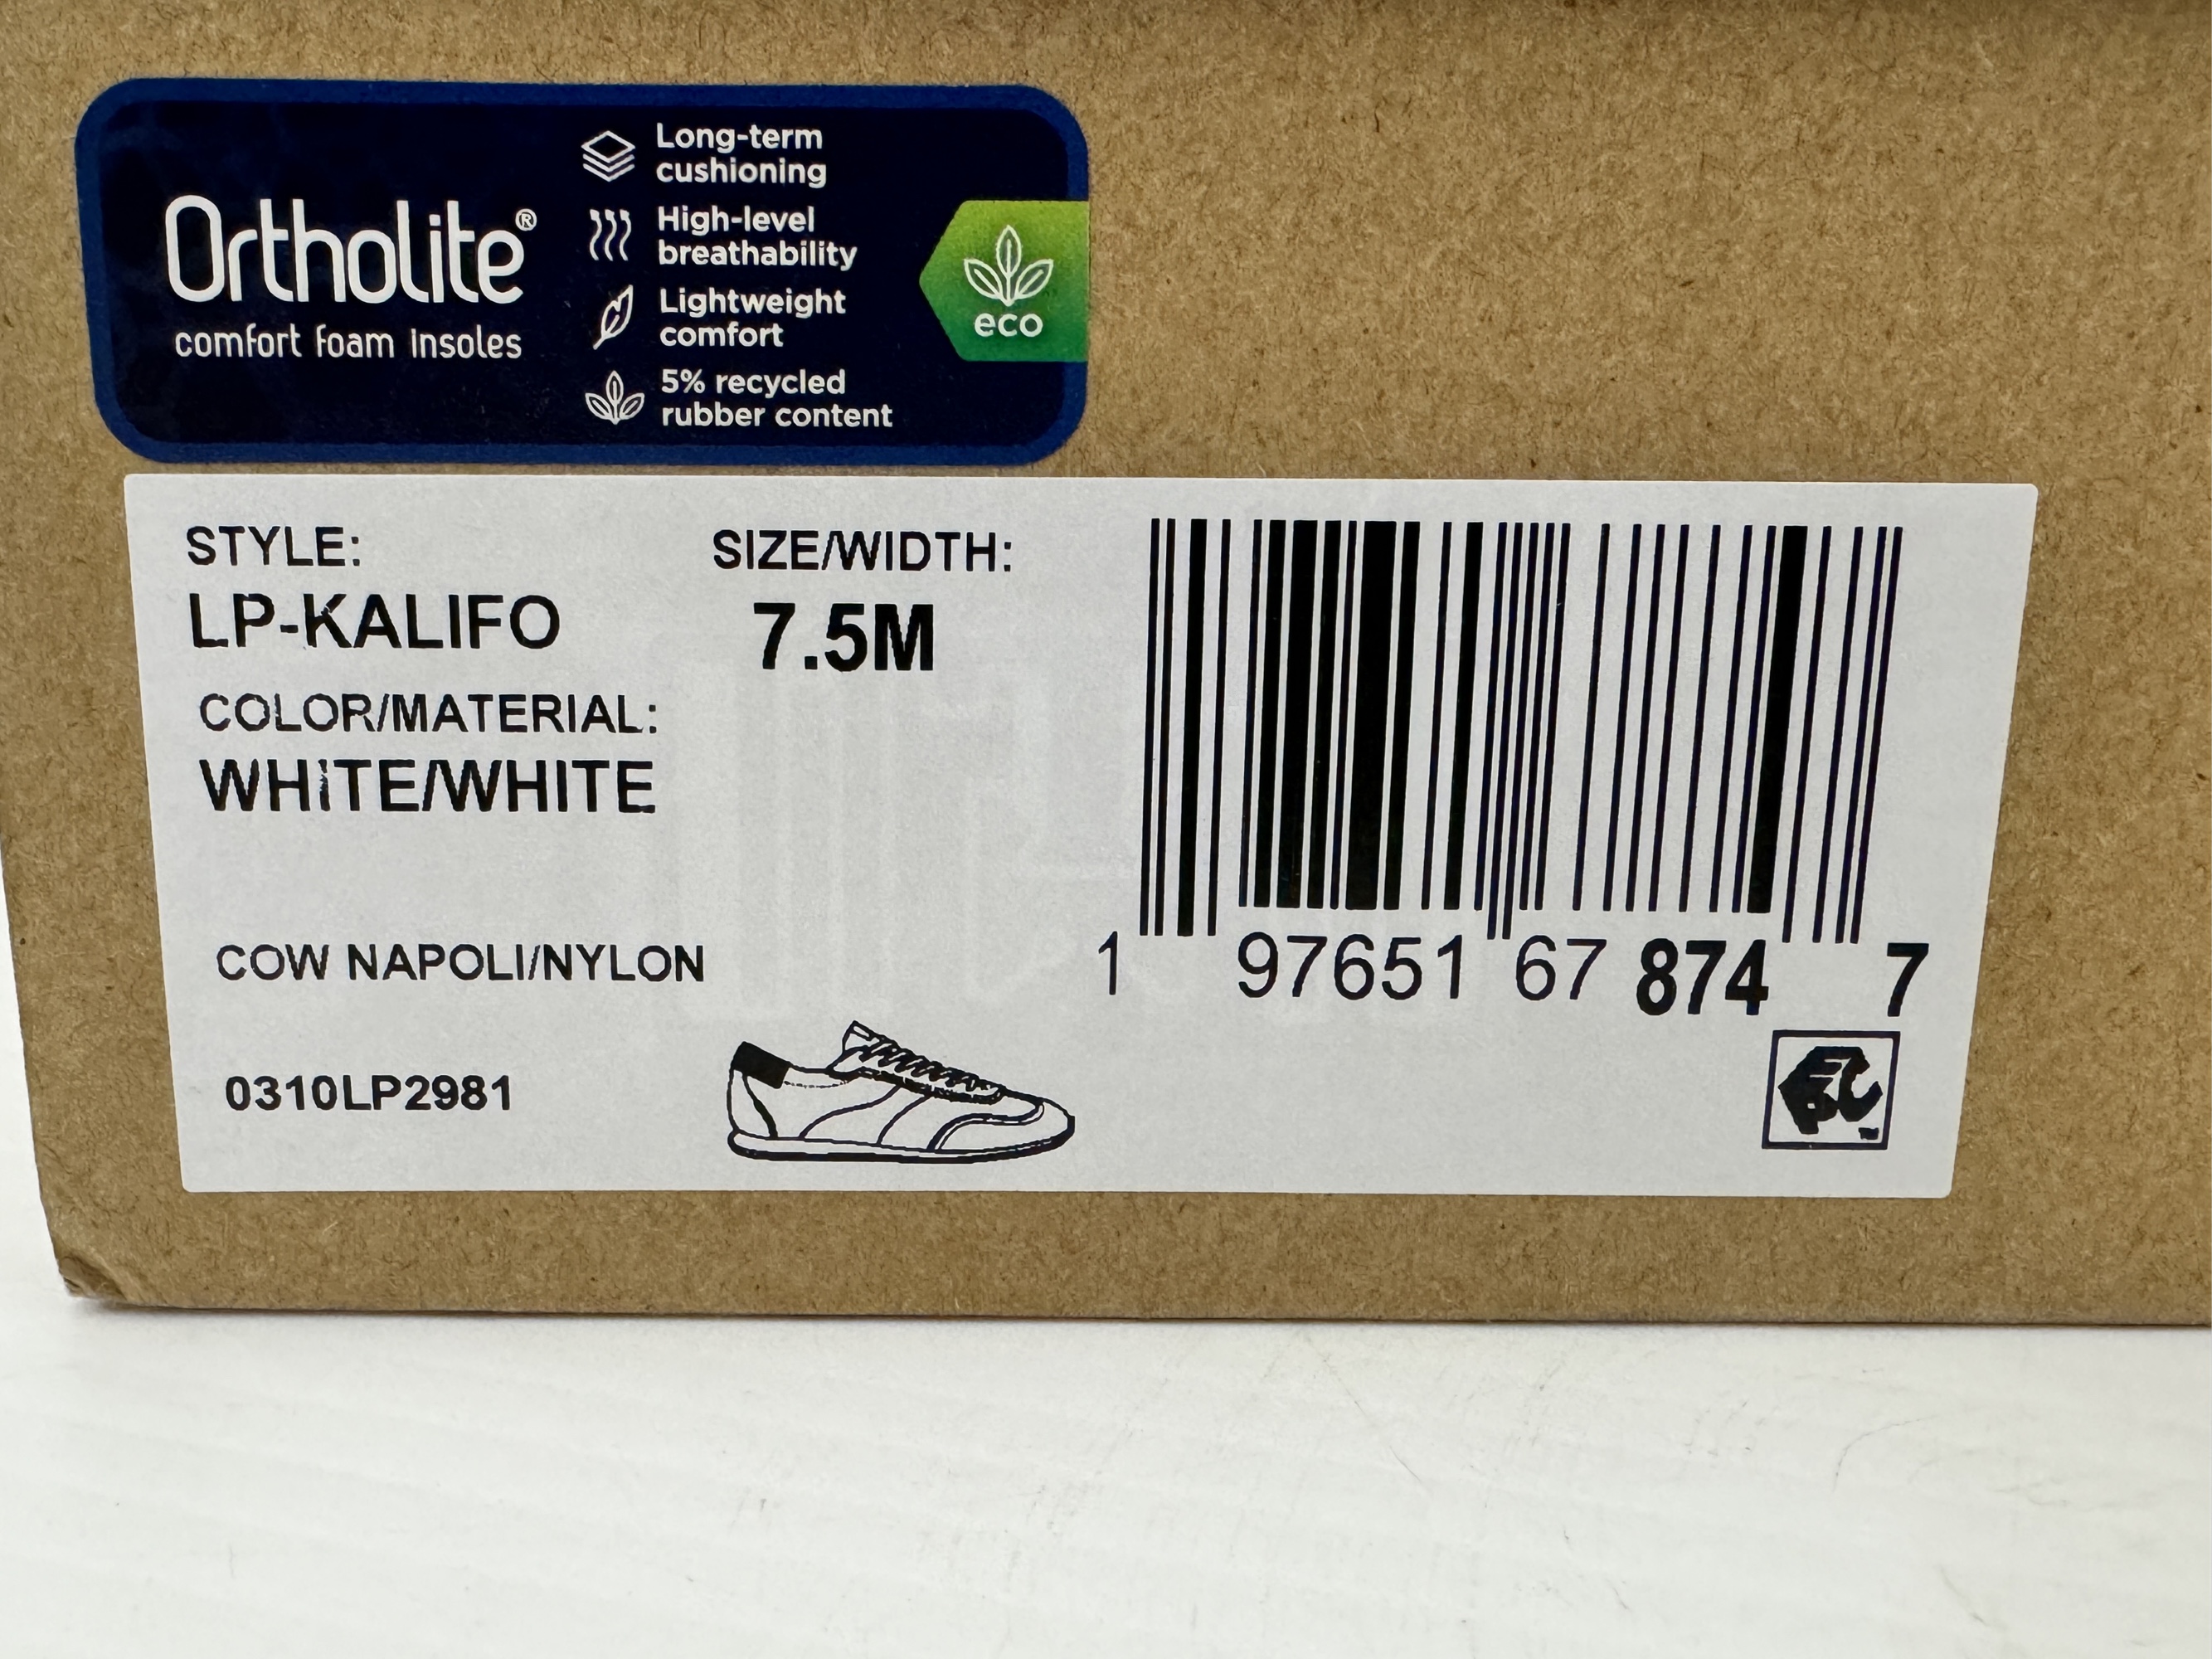 Ortholite®
comfort foam insoles
Long-term
cushioning
High-level
breathability
Lightweight
comfort
5% recycled
rubber content
eco
STYLE:
LP-KALIFO
SIZE/WIDTH:
7.5M
COLOR/MATERIAL:
WHITE/WHITE
COW NAPOLI/NYLON
0310LP2981
1 97651 67 874 7
TM